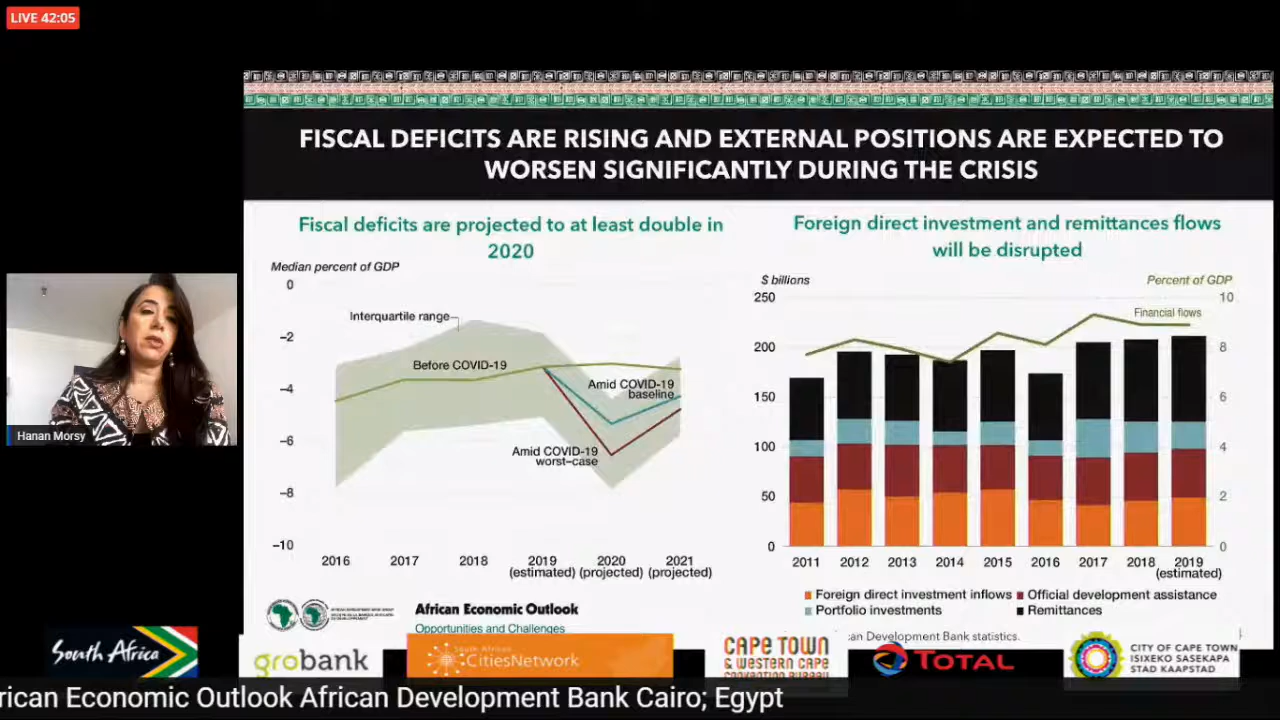 LIVE 42:05
FISCAL DEFICITS ARE RISING AND EXTERNAL POSITIONS ARE EXPECTED TO
WORSEN SIGNIFICANTLY DURING THE CRISIS
Fiscal deficits are projected to at least double in
2020
Median percent of GDP
0
−2
−4
−6
−8
−10
Interquartile range
Before COVID-19
Amid COVID-19
baseline
Amid COVID-19
worst–case
2016 2017 2018 2019 2020 2021
(estimated) (projected) (projected)
Foreign direct investment and remittances flows
will be disrupted
$ billions
Percent of GDP
250
200
150
100
50
0
10
8
6
4
2
0
Financial flows
2011 2012 2013 2014 2015 2016 2017 2018 2019
(estimated)
Foreign direct investment inflows
Official development assistance
Portfolio investments
Remittances
Hanan Morsy
African Economic Outlook
Opportunities and Challenges
an Development Bank statistics.
South Africa
grobank
South African
CitiesNetwork
CAPE TOWN
& WESTERN CAPE
CONVENTION BUREAU
TOTAL
CITY OF CAPE TOWN
ISIXEKO SASEKAPA
STAD KAAPSTAD
rican Economic Outlook African Development Bank Cairo; Egypt